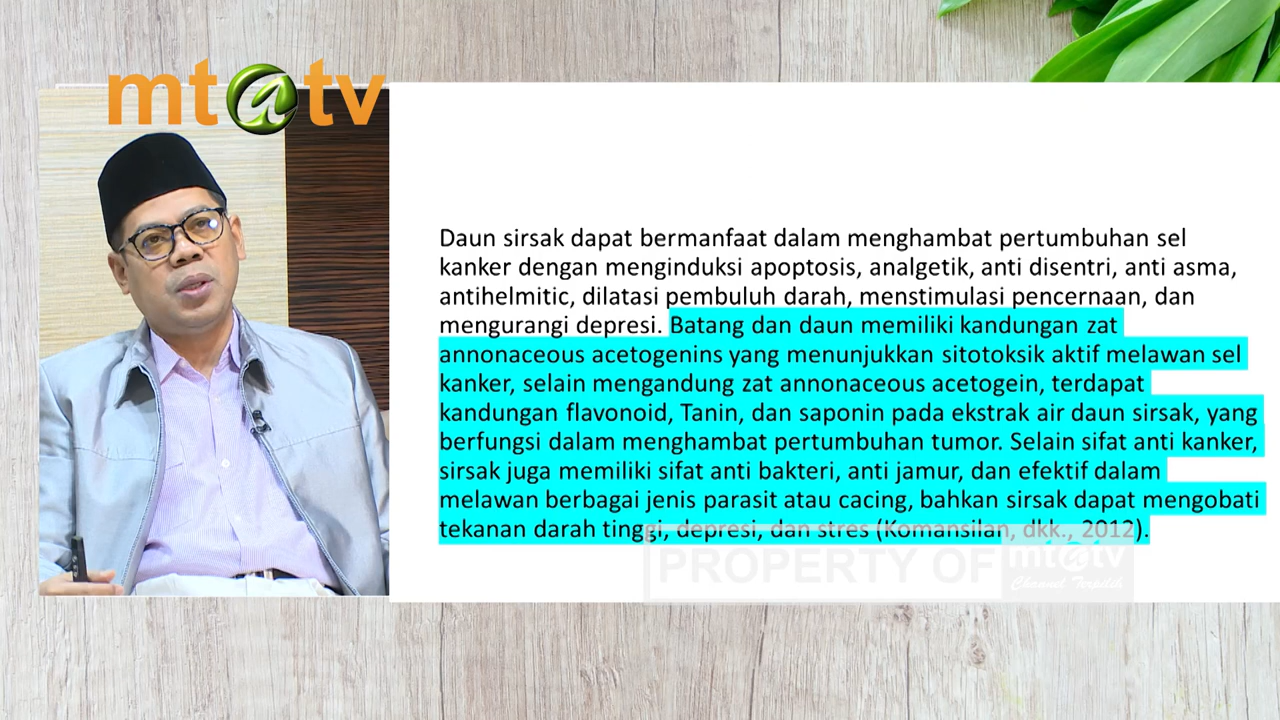 mt@tv
Daun sirsak dapat bermanfaat dalam menghambat pertumbuhan sel
kanker dengan menginduksi apoptosis, analgetik, anti disentri, anti asma,
antihelmitic, dilatasi pembuluh darah, menstimulasi pencernaan, dan
mengurangi depresi. Batang dan daun memiliki kandungan zat
annonaceous acetogenins yang menunjukkan sitotoksik aktif melawan sel
kanker, selain mengandung zat annonaceous acetogein, terdapat
kandungan flavonoid, Tanin, dan saponin pada ekstrak air daun sirsak, yang
berfungsi dalam menghambat pertumbuhan tumor. Selain sifat anti kanker,
sirsak juga memiliki sifat anti bakteri, anti jamur, dan efektif dalam
melawan berbagai jenis parasit atau cacing, bahkan sirsak dapat mengobati
tekanan darah tinggi, depresi, dan stres (Komansilan, dkk., 2012).
PROPERTY OF mt@tv
Channel Terpilih